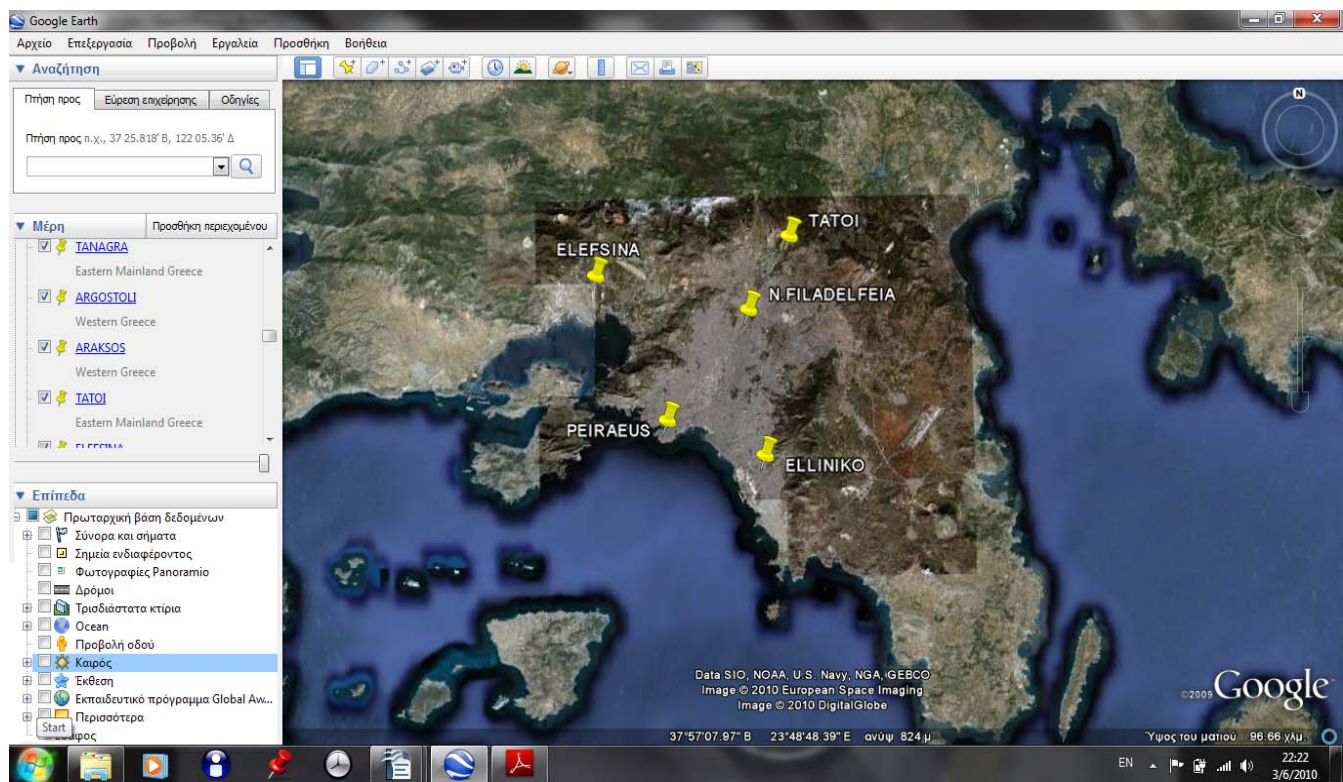 Google Earth
Αρχείο Επεξεργασία Προβολή Εργαλεία Προσθήκη Βοήθεια
Αναζήτηση
Πτήση προς Εύρεση επιχείρησης Οδηγίες
Πτήση προς π.χ., 37 25.818' Β, 122 05.36' Δ
Μέρη Προσθήκη περιεχομένου
TANAGRA
Eastern Mainland Greece
ARGOSTOLI
Western Greece
ARAKSOS
Western Greece
TATOI
Eastern Mainland Greece
ELEFSINA
Επίπεδα
Πρωταρχική βάση δεδομένων
Σύνορα και σήματα
Σημεία ενδιαφέροντος
Φωτογραφίες Panoramio
Δρόμοι
Τρισδιάστατα κτίρια
Ocean
Προβολή οδού
Καιρός
Έκθεση
Εκπαιδευτικό πρόγραμμα Global Aw...
Περισσότερα
Start
N
TATOI
ELEFSINA
N.FILADELFEIA
PEIRAEUS
ELLINIKO
Data SIO, NOAA, U.S. Navy, NGA, GEBCO
Image © 2010 European Space Imaging
Image © 2010 DigitalGlobe
©2009 Google
37°57'07.97" Β 23°48'48.39" Ε ανύψ 824 μ
Ύψος του ματιού 96.66 χλμ.
EN
22:22
3/6/2010